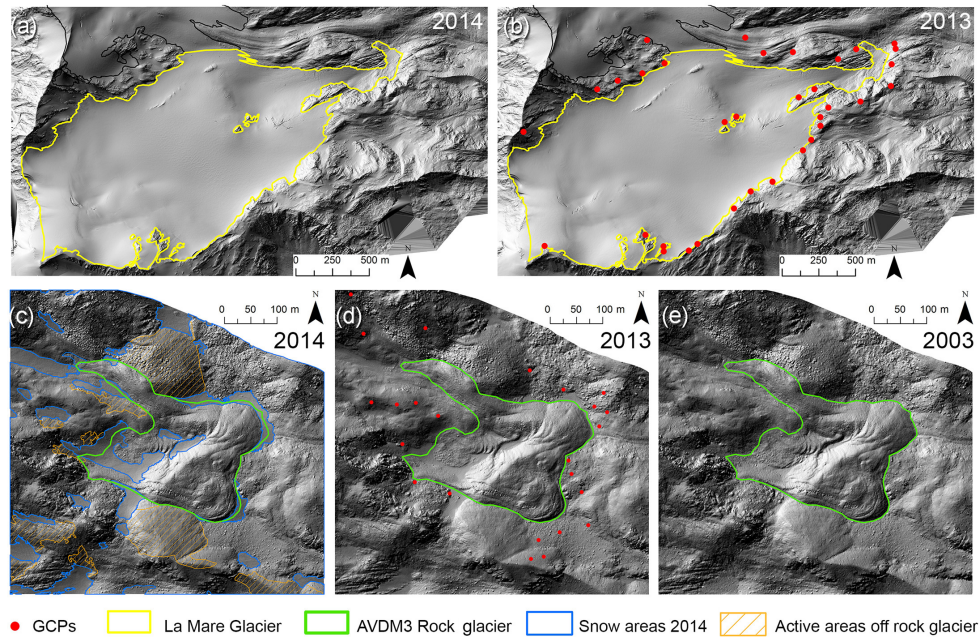 (a)
2014
N
0 250 500 m
(b)
2013
N
0 250 500 m
(c)
N
0 50 100 m
2014
(d)
N
0 50 100 m
2013
(e)
N
0 50 100 m
2003
GCPs
La Mare Glacier
AVDM3 Rock glacier
Snow areas 2014
Active areas off rock glacier